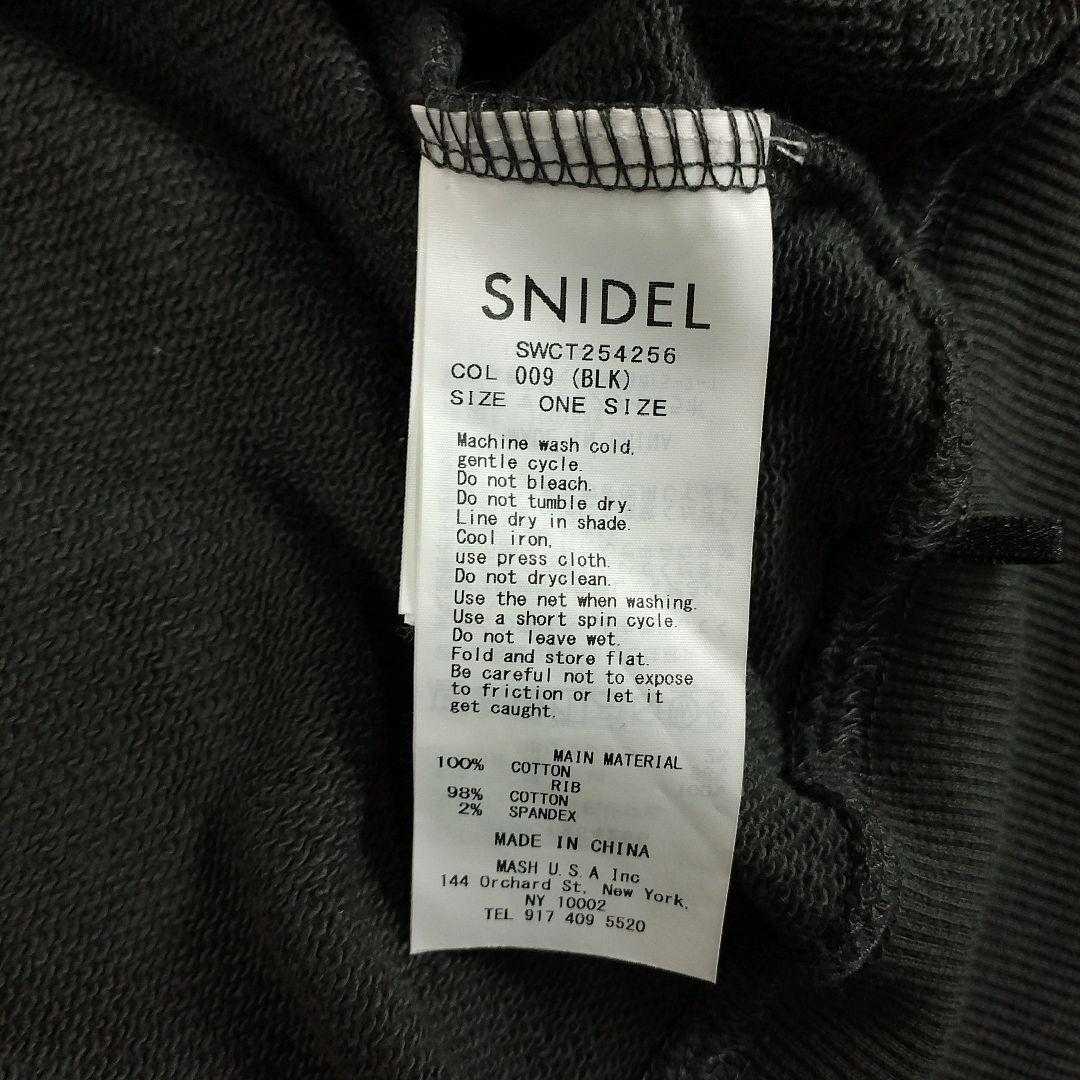 SNIDEL
SWCT254256
COL 009 (BLK)
SIZE ONE SIZE
Machine wash cold,
gentle cycle.
Do not bleach.
Do not tumble dry.
Line dry in shade.
Cool iron,
use press cloth.
Do not dryclean.
Use the net when washing.
Use a short spin cycle.
Do not leave wet.
Fold and store flat.
Be careful not to expose
to friction or let it
get caught.
MAIN MATERIAL
100% COTTON
RIB
98% COTTON
2% SPANDEX
MADE IN CHINA
MASH U.S.A Inc
144 Orchard St, New York,
NY 10002
TEL 917 409 5520